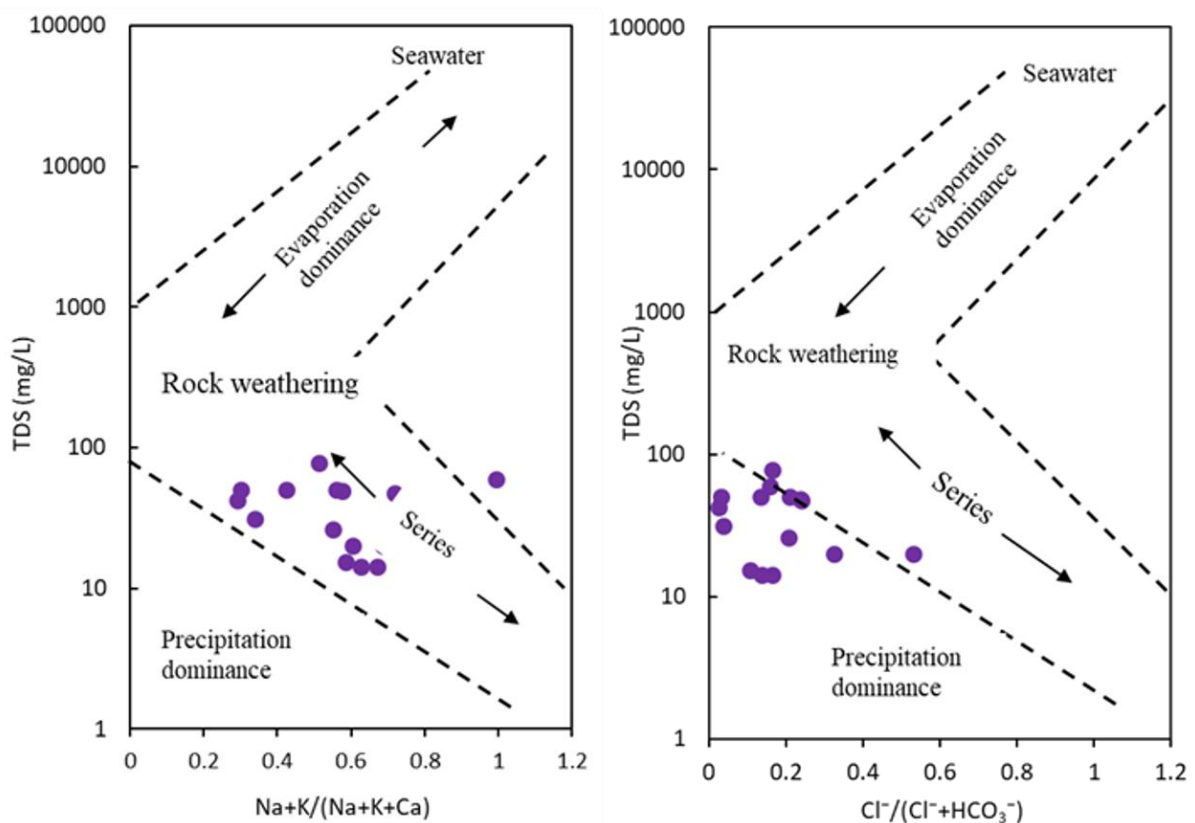 100000
10000
1000
100
10
1
TDS (mg/L)
Seawater
Evaporation
dominance
Rock weathering
Series
Precipitation
dominance
0 0.2 0.4 0.6 0.8 1 1.2
Na+K/(Na+K+Ca)
100000
10000
1000
100
10
1
TDS (mg/L)
Seawater
Evaporation
dominance
Rock weathering
Series
Precipitation
dominance
0 0.2 0.4 0.6 0.8 1 1.2
Cl⁻/(Cl⁻+HCO₃⁻)